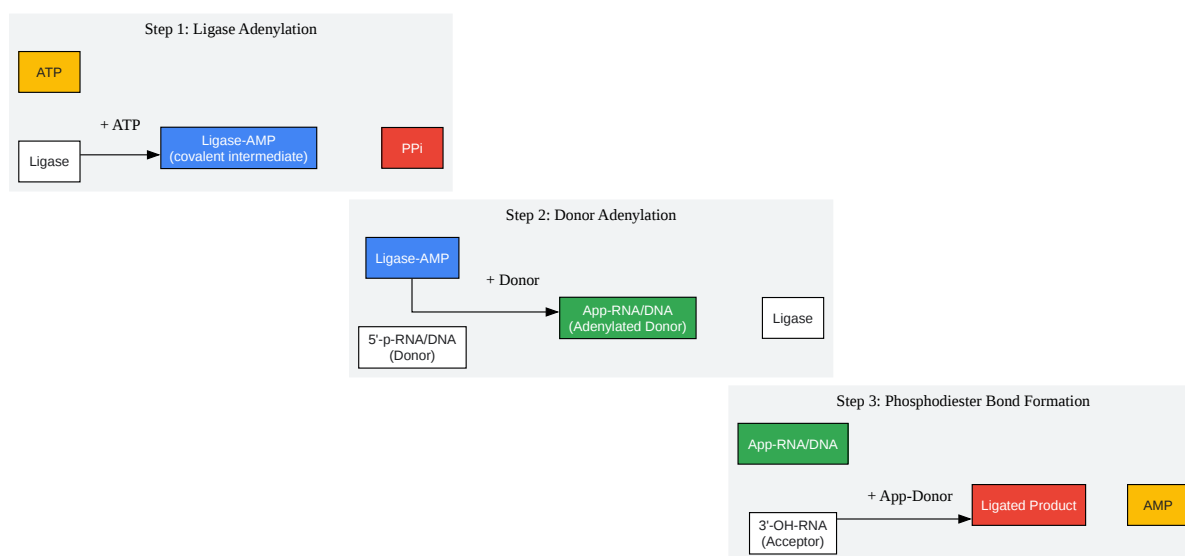 Step 1: Ligase Adenylation
ATP
+ ATP
Ligase
Ligase-AMP
(covalent intermediate)
PPi
Step 2: Donor Adenylation
Ligase-AMP
+ Donor
5'-p-RNA/DNA
(Donor)
App-RNA/DNA
(Adenylated Donor)
Ligase
Step 3: Phosphodiester Bond Formation
App-RNA/DNA
+ App-Donor
3'-OH-RNA
(Acceptor)
Ligated Product
AMP